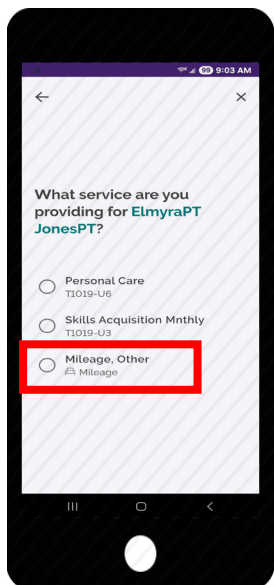 99 9:03 AM
What service are you
providing for ElmyraPT
JonesPT?
Personal Care
T1019-U6
Skills Acquisition Mnthly
T1019-U3
Mileage, Other
Mileage